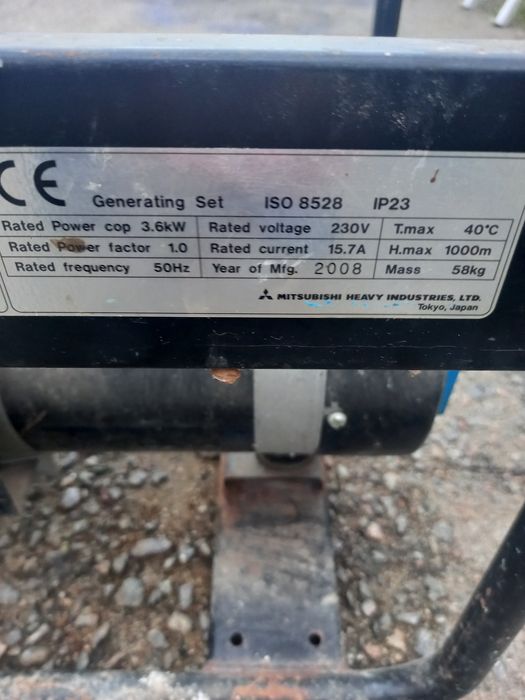 CE Generating Set ISO 8528 IP23
Rated Power cop 3.6kW Rated voltage 230V T.max 40°C
Rated Power factor 1.0 Rated current 15.7A H.max 1000m
Rated frequency 50Hz Year of Mfg. 2008 Mass 58kg
MITSUBISHI HEAVY INDUSTRIES, LTD.
Tokyo, Japan